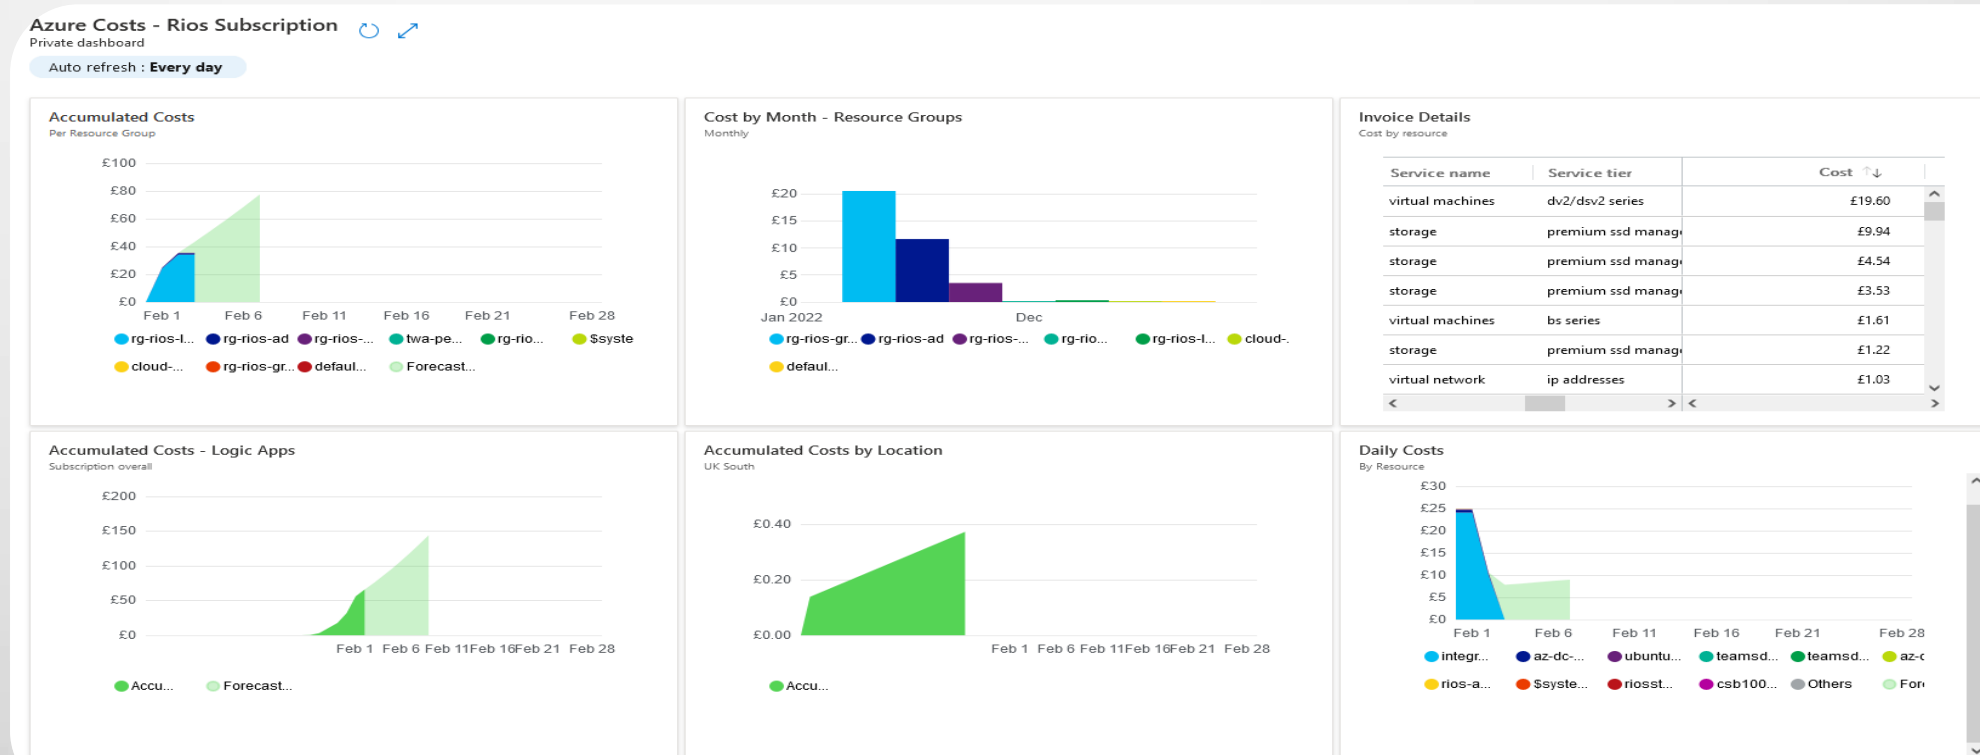 Azure Costs - Rios Subscription
Private dashboard
Auto refresh : Every day
Accumulated Costs
Per Resource Group
£100
£80
£60
£40
£20
£0
Feb 1 Feb 6 Feb 11 Feb 16 Feb 21 Feb 28
rg-rios-l... rg-rios-ad rg-rios-... twa-pe... rg-rio... $syste
cloud-... rg-rios-gr... defaul... Forecast...
Cost by Month - Resource Groups
Monthly
£20
£15
£10
£5
£0
Jan 2022 Dec
rg-rios-gr... rg-rios-ad rg-rios-... rg-rio... rg-rios-l... cloud-.
defaul...
Invoice Details
Cost by resource
Service name Service tier Cost
virtual machines dv2/dsv2 series £19.60
storage premium ssd manag £9.94
storage premium ssd manag £4.54
storage premium ssd manag £3.53
virtual machines bs series £1.61
storage premium ssd manag £1.22
virtual network ip addresses £1.03
Accumulated Costs - Logic Apps
Subscription overall
£200
£150
£100
£50
£0
Feb 1 Feb 6 Feb 11 Feb 16 Feb 21 Feb 28
Accu... Forecast...
Accumulated Costs by Location
UK South
£0.40
£0.20
£0.00
Feb 1 Feb 6 Feb 11 Feb 16 Feb 21 Feb 28
Accu...
Daily Costs
By Resource
£30
£25
£20
£15
£10
£5
£0
Feb 1 Feb 6 Feb 11 Feb 16 Feb 21 Feb 28
integr... az-dc-... ubuntu... teamsd... teamsd... az-c
rios-a... $syste... riosst... csb100... Others For